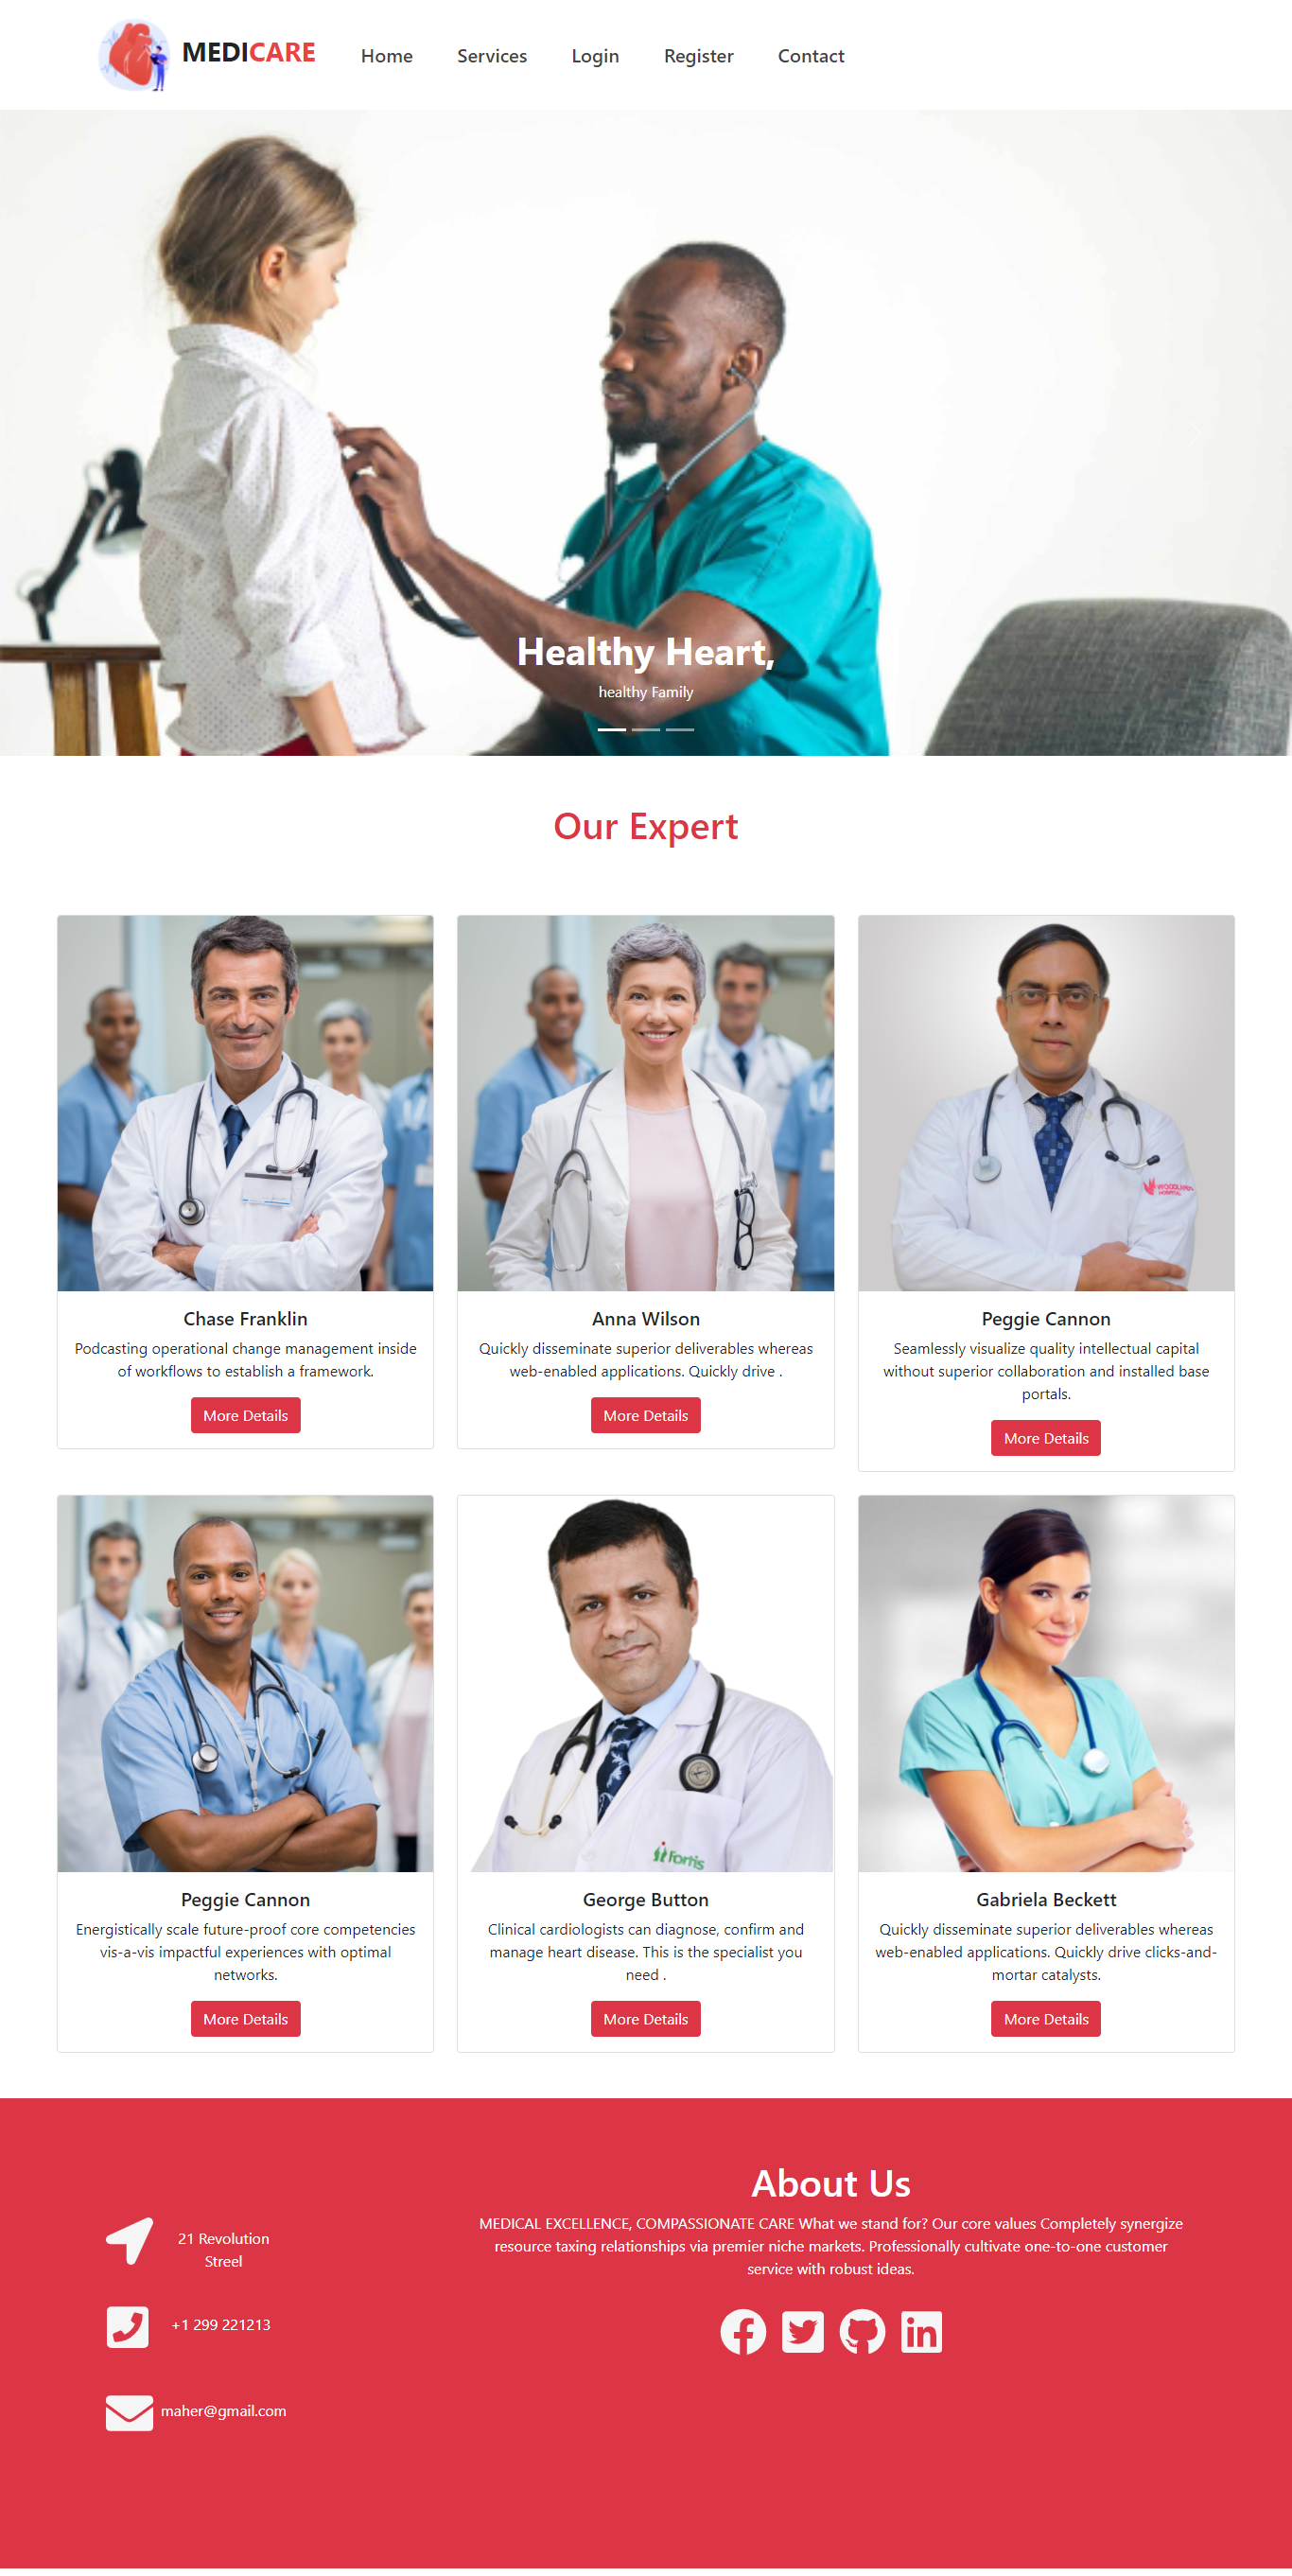 MEDICARE
Home
Services
Login
Register
Contact
Healthy Heart,
healthy Family
Our Expert
Chase Franklin
Podcasting operational change management inside
of workflows to establish a framework.
More Details
Anna Wilson
Quickly disseminate superior deliverables whereas
web-enabled applications. Quickly drive .
More Details
WOODLANDS
HOSPITAL
Peggie Cannon
Seamlessly visualize quality intellectual capital
without superior collaboration and installed base
portals.
More Details
Peggie Cannon
Energistically scale future-proof core competencies
vis-a-vis impactful experiences with optimal
networks.
More Details
Fortis
George Button
Clinical cardiologists can diagnose, confirm and
manage heart disease. This is the specialist you
need .
More Details
Gabriela Beckett
Quickly disseminate superior deliverables whereas
web-enabled applications. Quickly drive clicks-and-
mortar catalysts.
More Details
21 Revolution
Streel
+1 299 221213
maher@gmail.com
About Us
MEDICAL EXCELLENCE, COMPASSIONATE CARE What we stand for? Our core values Completely synergize
resource taxing relationships via premier niche markets. Professionally cultivate one-to-one customer
service with robust ideas.